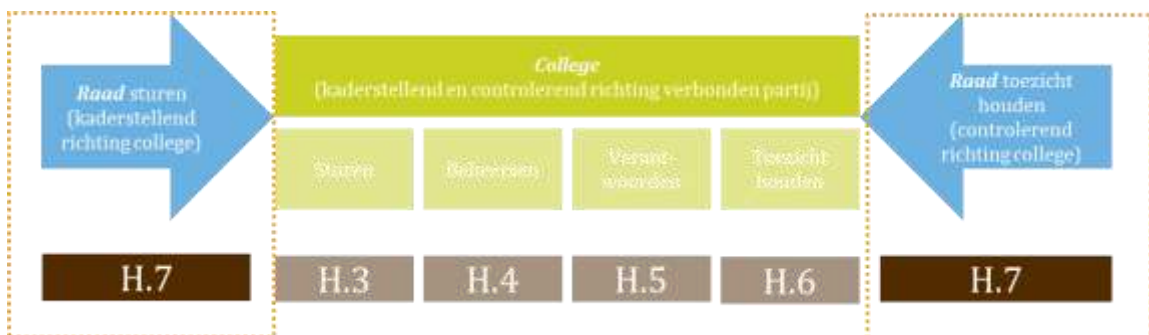 Raad sturen
(kaderstellend
richting college)
College
(kaderstellend en controlerend richting verbonden partij)
Raad toezicht
houden
(controlerend
richting college)
Sturen
Beheersen
Verant-
woorden
Toezicht
houden
H.7
H.3
H.4
H.5
H.6
H.7